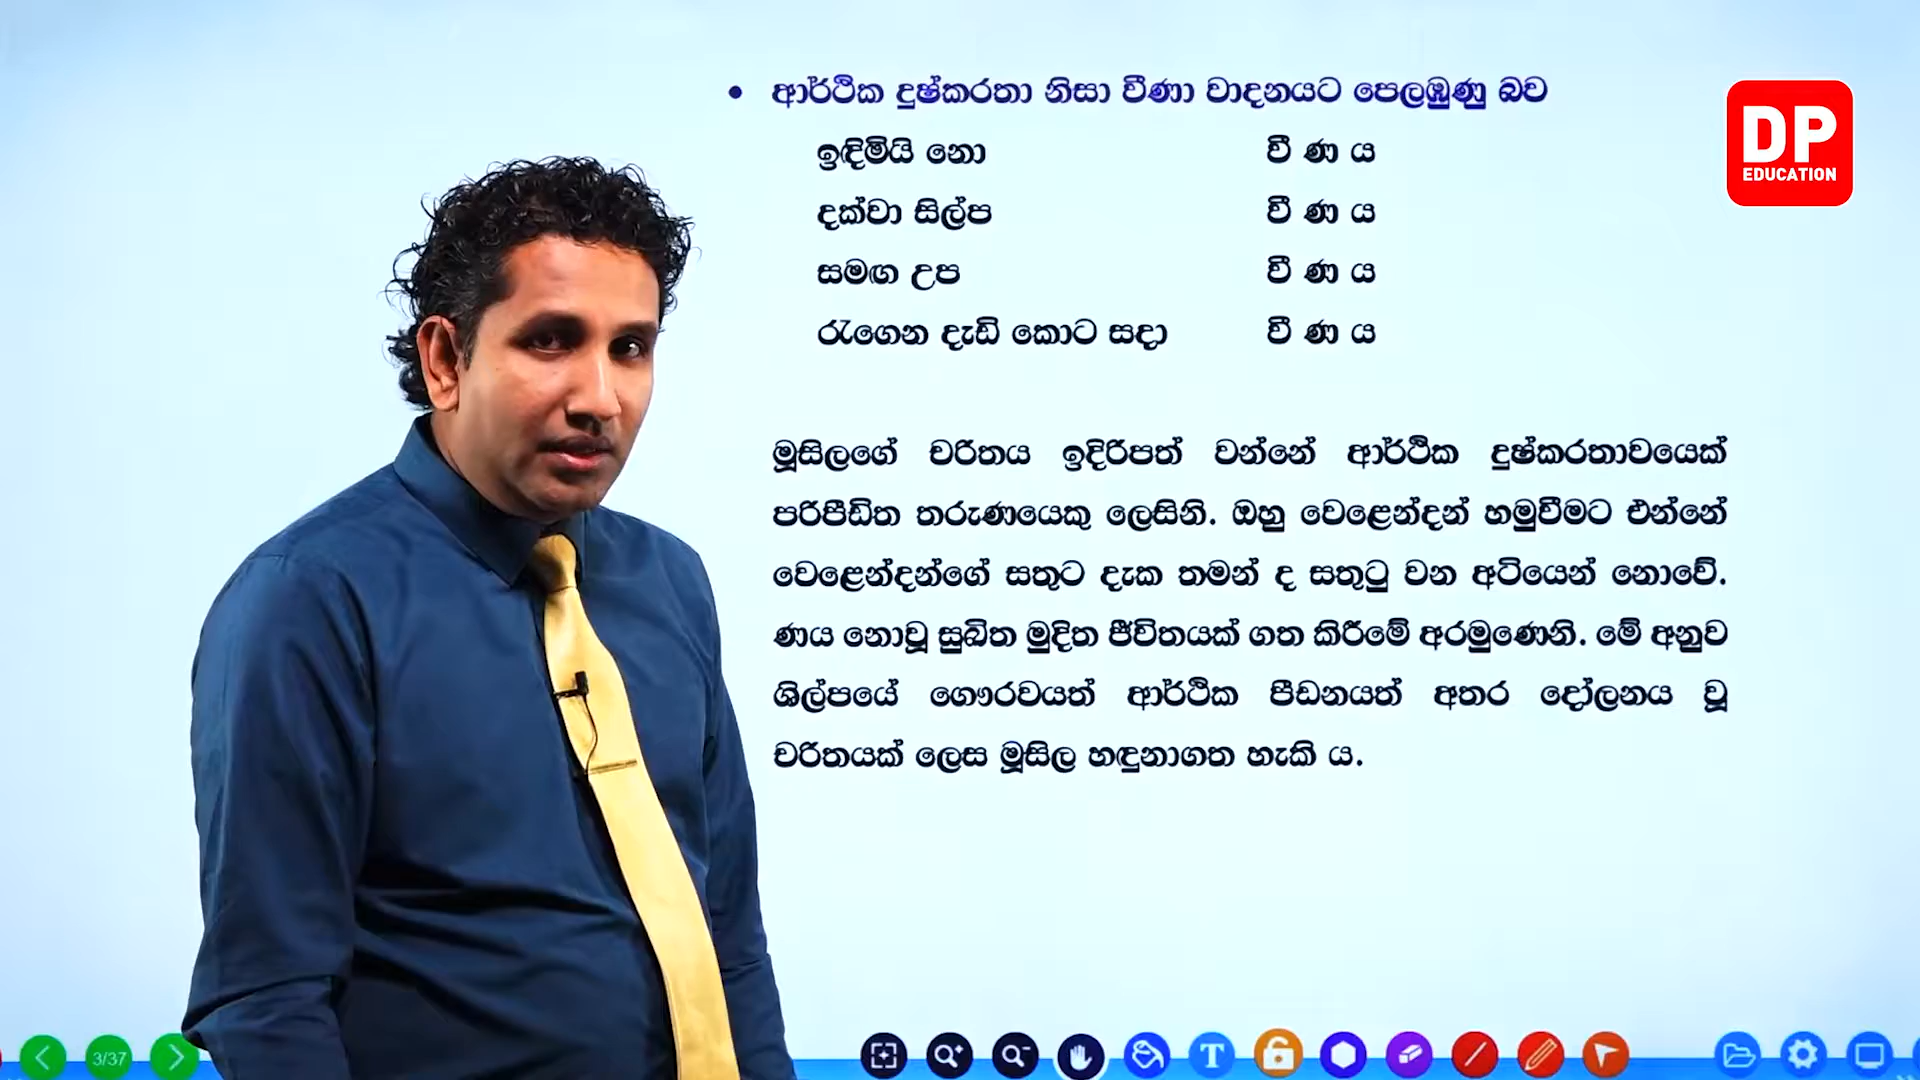 • ආර්ථික දුෂ්කරතා නිසා වීණා වාදනයට පෙලඹුණු බව
ඉඳිමියි නො වී ණ ය
දක්වා සිල්ප වී ණ ය
සමඟ උප වී ණ ය
රැගෙන දැඩි කොට සදා වී ණ ය
මූසිලගේ චරිතය ඉදිරිපත් වන්නේ ආර්ථික දුෂ්කරතාවයෙක්
පරිපීඩිත තරුණයෙකු ලෙසිනි. ඔහු වෙළෙන්දන් හමුවීමට එන්නේ
වෙළෙන්දන්ගේ සතුට දැක තමන් ද සතුටු වන අටියෙන් නොවේ.
ණය නොවූ සුඛිත මුදිත ජීවිතයක් ගත කිරීමේ අරමුණෙනි. මේ අනුව
ශිල්පයේ ගෞරවයත් ආර්ථික පීඩනයත් අතර දෝලනය වූ
චරිතයක් ලෙස මූසිල හඳුනාගත හැකි ය.
DP
EDUCATION
3/37
T